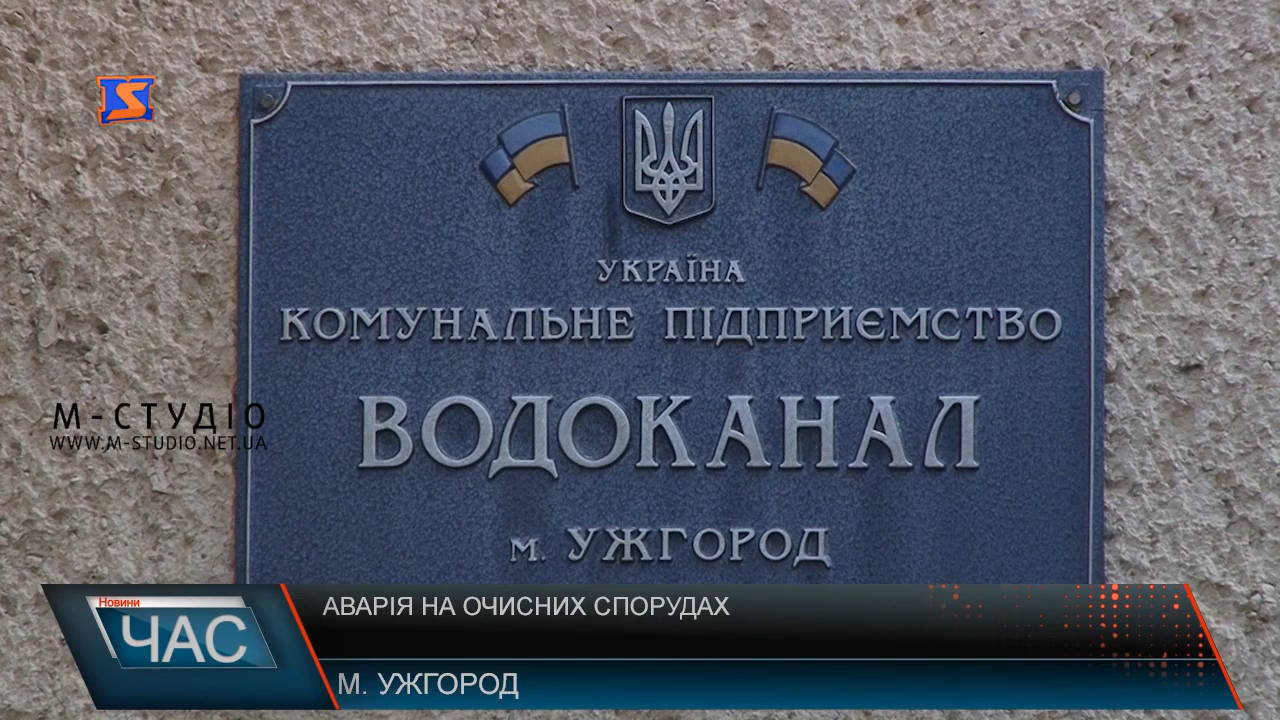 УКРАЇНА
КОМУНАЛЬНЕ ПІДПРИЄМСТВО
ВОДОКАНАЛ
м. УЖГОРОД
М-СТУДІО
WWW.M-STUDIO.NET.UA
Новини
ЧАС
АВАРІЯ НА ОЧИСНИХ СПОРУДАХ
М. УЖГОРОД